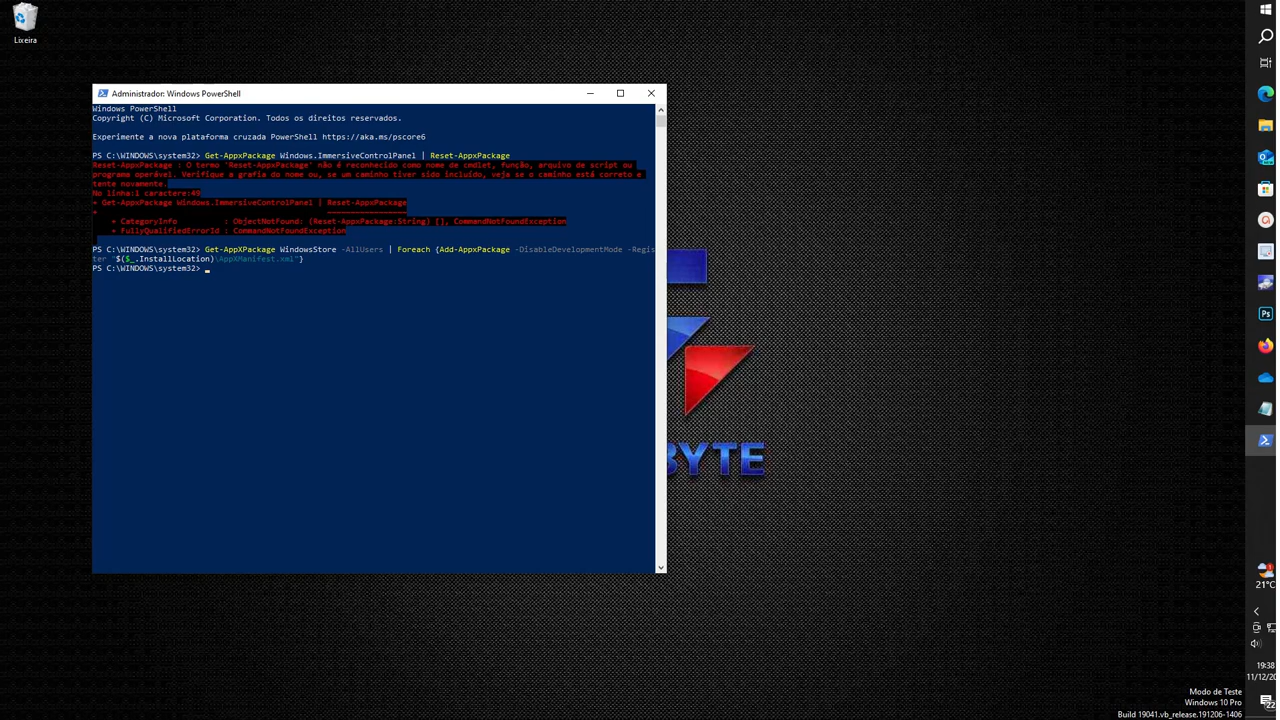 Lixeira
Administrador: Windows PowerShell
Windows PowerShell
Copyright (C) Microsoft Corporation. Todos os direitos reservados.
Experimente a nova plataforma cruzada PowerShell https://aka.ms/pscore6
PS C:\WINDOWS\system32> Get-AppxPackage Windows.ImmersiveControlPanel | Reset-AppxPackage
Reset-AppxPackage : O termo 'Reset-AppxPackage' não é reconhecido como nome de cmdlet, função, arquivo de script ou
programa operável. Verifique a grafia do nome ou, se um caminho tiver sido incluído, veja se o caminho está correto e
tente novamente.
No linha:1 caractere:49
+ Get-AppxPackage Windows.ImmersiveControlPanel | Reset-AppxPackage
+ ~~~~~~~~~~~~~~~~~
+ CategoryInfo : ObjectNotFound: (Reset-AppxPackage:String) [], CommandNotFoundException
+ FullyQualifiedErrorId : CommandNotFoundException
PS C:\WINDOWS\system32> Get-AppXPackage WindowsStore -AllUsers | Foreach {Add-AppxPackage -DisableDevelopmentMode -Regis
ter "$($_.InstallLocation)\AppXManifest.xml"}
PS C:\WINDOWS\system32>
BYTE
Ps
21°C
19:38
11/12/20
22
Modo de Teste
Windows 10 Pro
Build 19041.vb_release.191206-1406